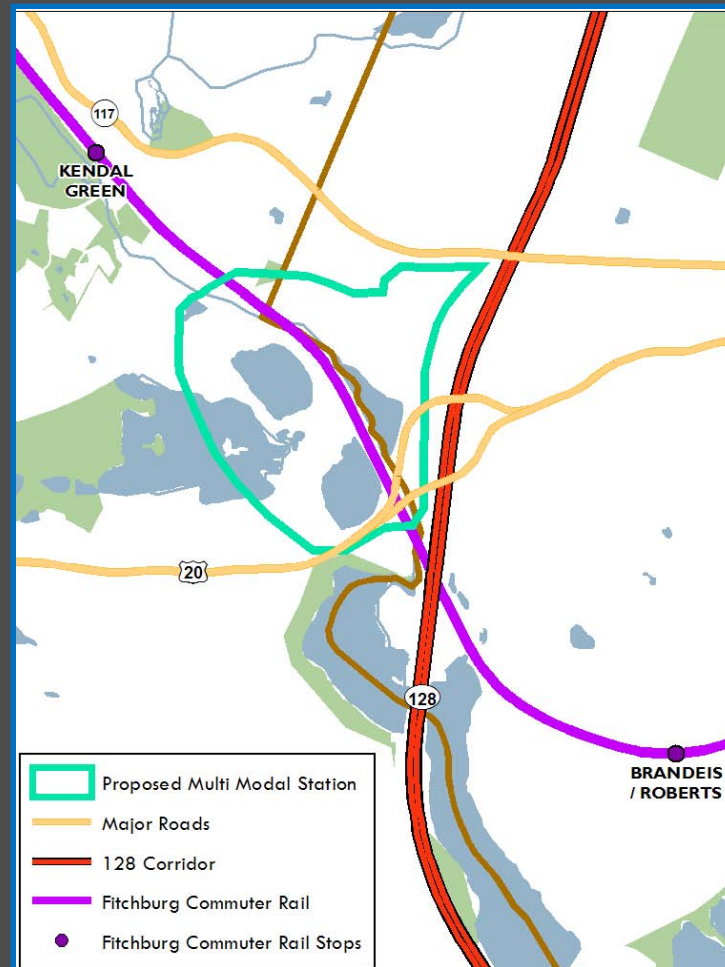 117
KENDAL
GREEN
20
128
BRANDEIS
/ ROBERTS
Proposed Multi Modal Station
Major Roads
128 Corridor
Fitchburg Commuter Rail
Fitchburg Commuter Rail Stops